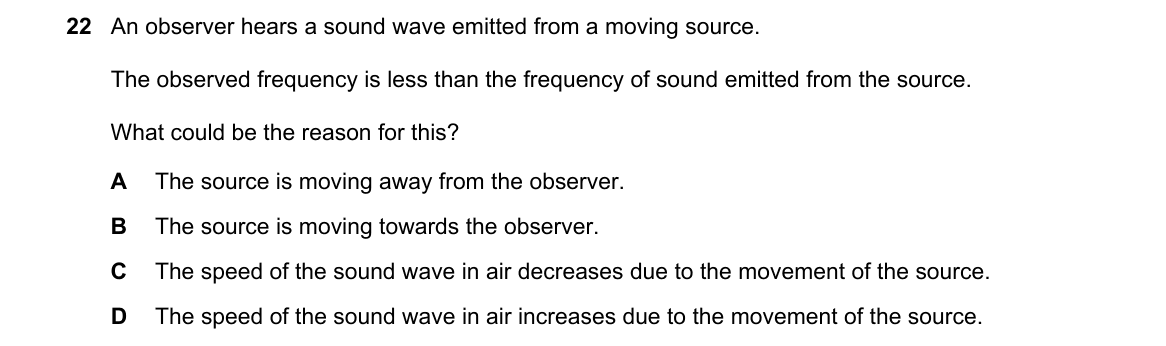 22 An observer hears a sound wave emitted from a moving source.
The observed frequency is less than the frequency of sound emitted from the source.
What could be the reason for this?
A The source is moving away from the observer.
B The source is moving towards the observer.
C The speed of the sound wave in air decreases due to the movement of the source.
D The speed of the sound wave in air increases due to the movement of the source.